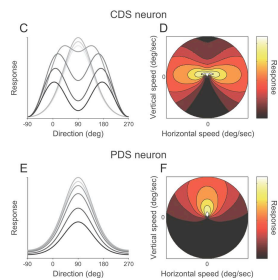 CDS neuron
C
Response
-90 0 90 180 270
Direction (deg)
D
Vertical speed (deg/sec)
0
0
Horizontal speed (deg/sec)
Response
PDS neuron
E
Response
-90 0 90 180 270
Direction (deg)
F
Vertical speed (deg/sec)
0
0
Horizontal speed (deg/sec)
Response